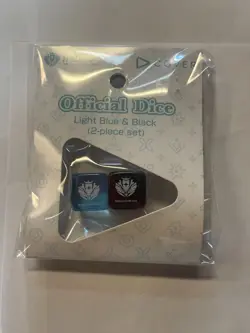 Official Dice
Light Blue & Black
(2-piece set)